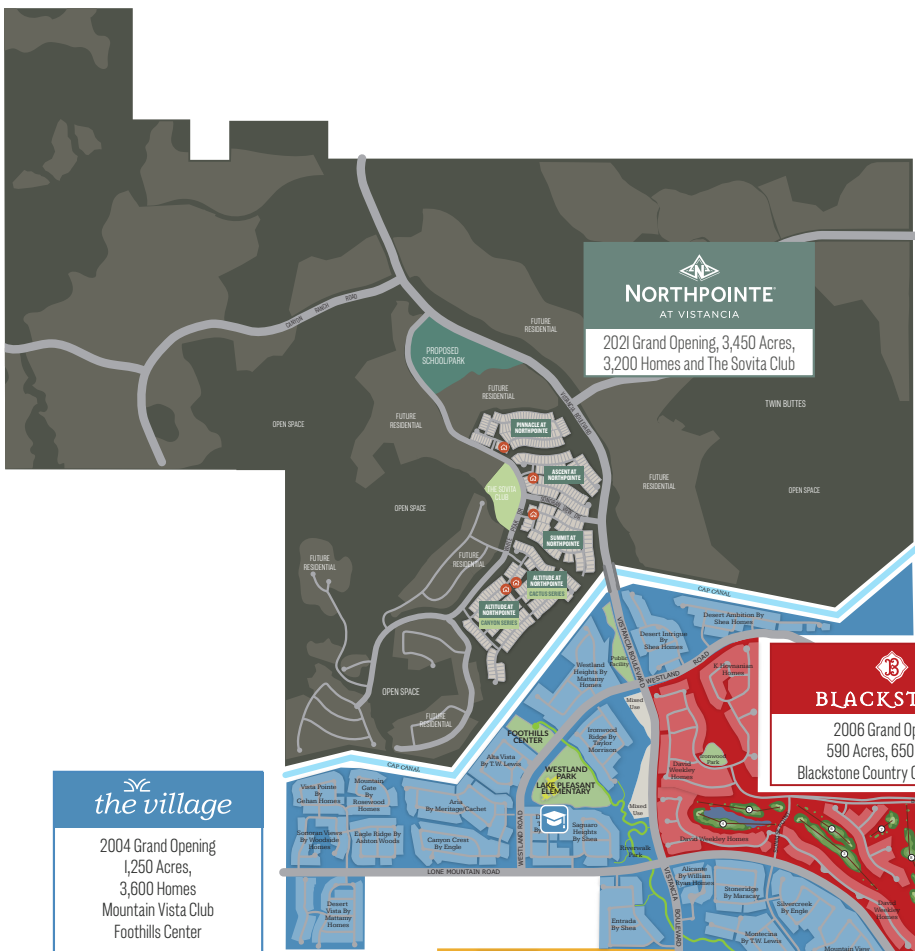 NORTHPOINTE
AT VISTANCIA
2021 Grand Opening, 3,450 Acres,
3,200 Homes and The Sovita Club
CANYON RANCH ROAD
FUTURE
RESIDENTIAL
PROPOSED
SCHOOL/PARK
FUTURE
RESIDENTIAL
TWIN BUTTES
FUTURE
RESIDENTIAL
OPEN SPACE
PINNACLE AT
NORTHPOINTE
ASCENT AT
NORTHPOINTE
FUTURE
RESIDENTIAL
OPEN SPACE
THE SOVITA
CLUB
OPEN SPACE
SUMMIT AT
NORTHPOINTE
FUTURE
RESIDENTIAL
FUTURE
RESIDENTIAL
ALTITUDE AT
NORTHPOINTE
CACTUS SERIES
ALTITUDE AT
NORTHPOINTE
CANYON SERIES
OPEN SPACE
FUTURE
RESIDENTIAL
CAP CANAL
Desert Ambition By
Shea Homes
VISTANCIA BOULEVARD
Desert Intrigue
By
Shea Homes
Public
Facility
WESTLAND ROAD
Westland
Heights By
Mattamy
Homes
K Hovnanian
Homes
Mixed
Use
BLACKST
2006 Grand Op
590 Acres, 650
Blackstone Country
FOOTHILLS
CENTER
Ironwood
Ridge By
Taylor
Morrison
Ironwood
Park
David
Weekley
Homes
CAP CANAL
Alta Vista
By T.W. Lewis
WESTLAND
PARK
LAKE PLEASANT
ELEMENTARY
Mixed
Use
the village
2004 Grand Opening
1,250 Acres,
3,600 Homes
Mountain Vista Club
Foothills Center
Vista Pointe
By
Gehan Homes
Mountain
Gate
By
Rosewood
Homes
Aria
By Meritage/Cachet
WESTLAND ROAD
Saguaro
Heights
By Shea
Sonoran Views
By Woodside
Homes
Eagle Ridge By
Ashton Woods
Canyon Crest
By Engle
Riverwalk
Park
David Weekley Homes
LONE MOUNTAIN ROAD
VISTANCIA BOULEVARD
Alicante
By William
Ryan Homes
Stoneridge
By Maracay
Silvercreek
By Engle
David
Weekley
Homes
Desert
Vista By
Mattamy
Homes
Entrada
By Shea
Montecina
By T.W. Lewis
Mountain View